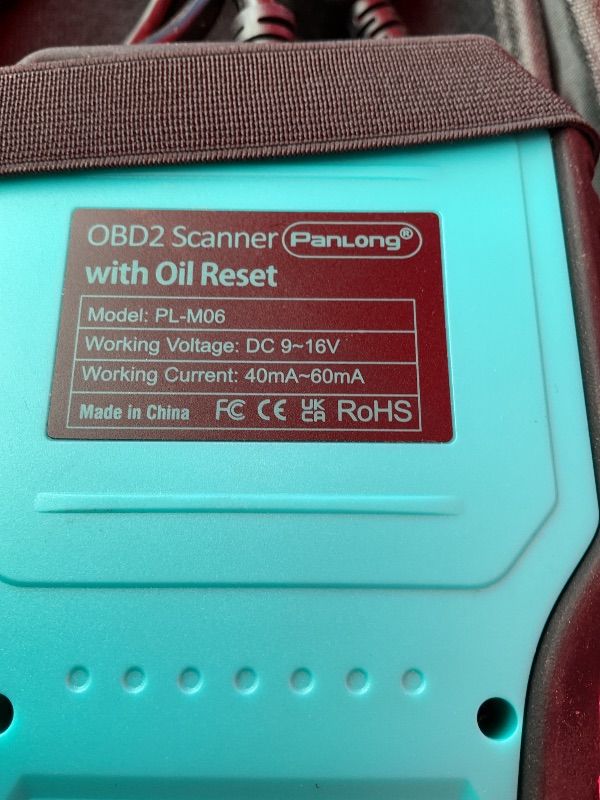 OBD2 Scanner PanLong®
with Oil Reset
Model: PL-M06
Working Voltage: DC 9~16V
Working Current: 40mA~60mA
Made in China FC CE UK CA RoHS